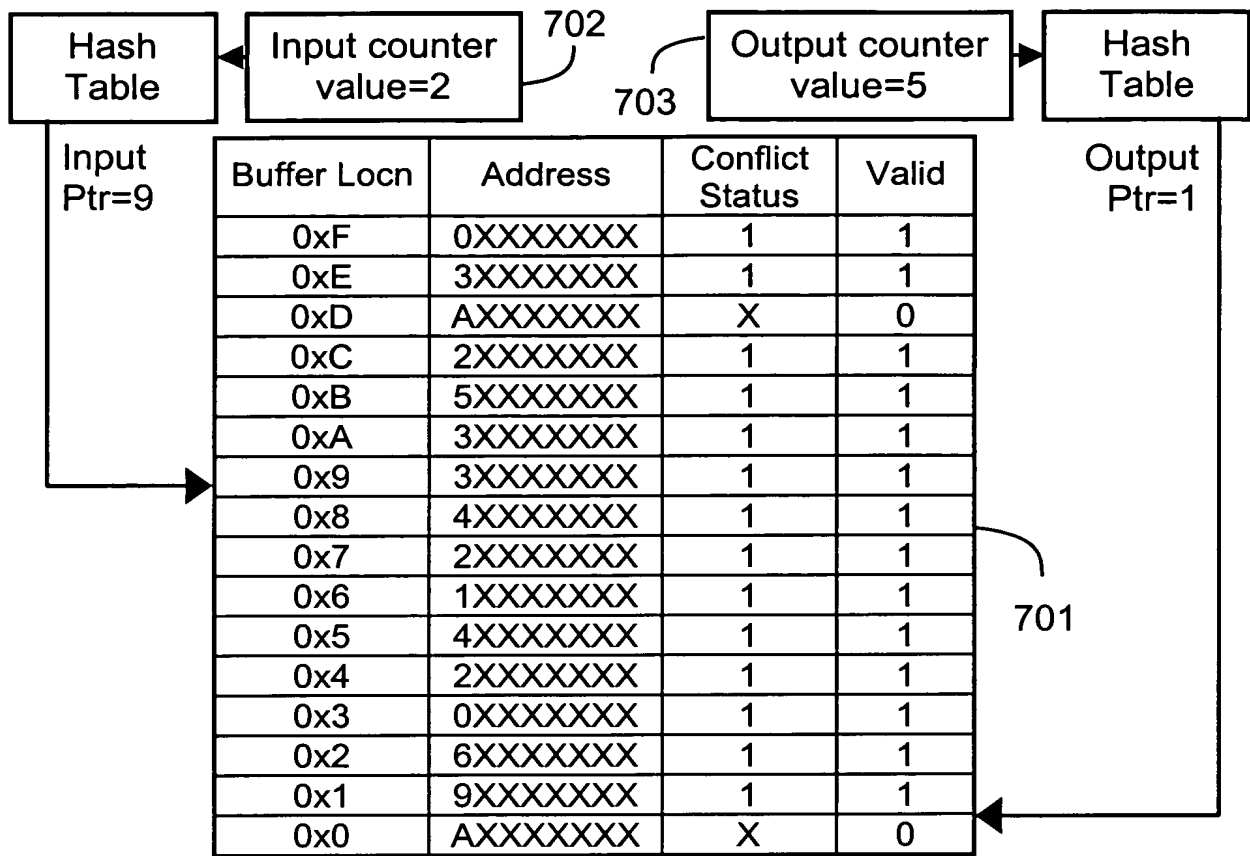 Hash
Table
Input counter
value=2
702
703
Output counter
value=5
Hash
Table
Input
Ptr=9
Output
Ptr=1
Buffer Locn Address Conflict Status Valid
0xF 0XXXXXXX 1 1
0xE 3XXXXXXX 1 1
0xD AXXXXXXX X 0
0xC 2XXXXXXX 1 1
0xB 5XXXXXXX 1 1
0xA 3XXXXXXX 1 1
0x9 3XXXXXXX 1 1
0x8 4XXXXXXX 1 1
0x7 2XXXXXXX 1 1
0x6 1XXXXXXX 1 1
0x5 4XXXXXXX 1 1
0x4 2XXXXXXX 1 1
0x3 0XXXXXXX 1 1
0x2 6XXXXXXX 1 1
0x1 9XXXXXXX 1 1
0x0 AXXXXXXX X 0
701